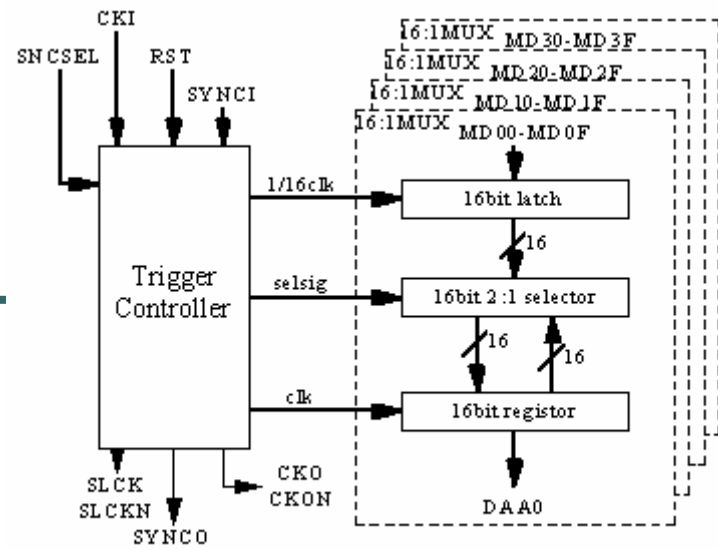 CKI
SNCSEL
RST
SYNCI
16:1MUX MD30-MD3F
16:1MUX MD20-MD2F
16:1MUX MD10-MD1F
16:1MUX MD00-MD0F
1/16clk
16bit latch
16
Trigger
Controller
selsig
16bit 2:1 selector
16
16
clk
16bit registor
SLCK
SLCKN
SYNCO
CKO
CKON
DAA0